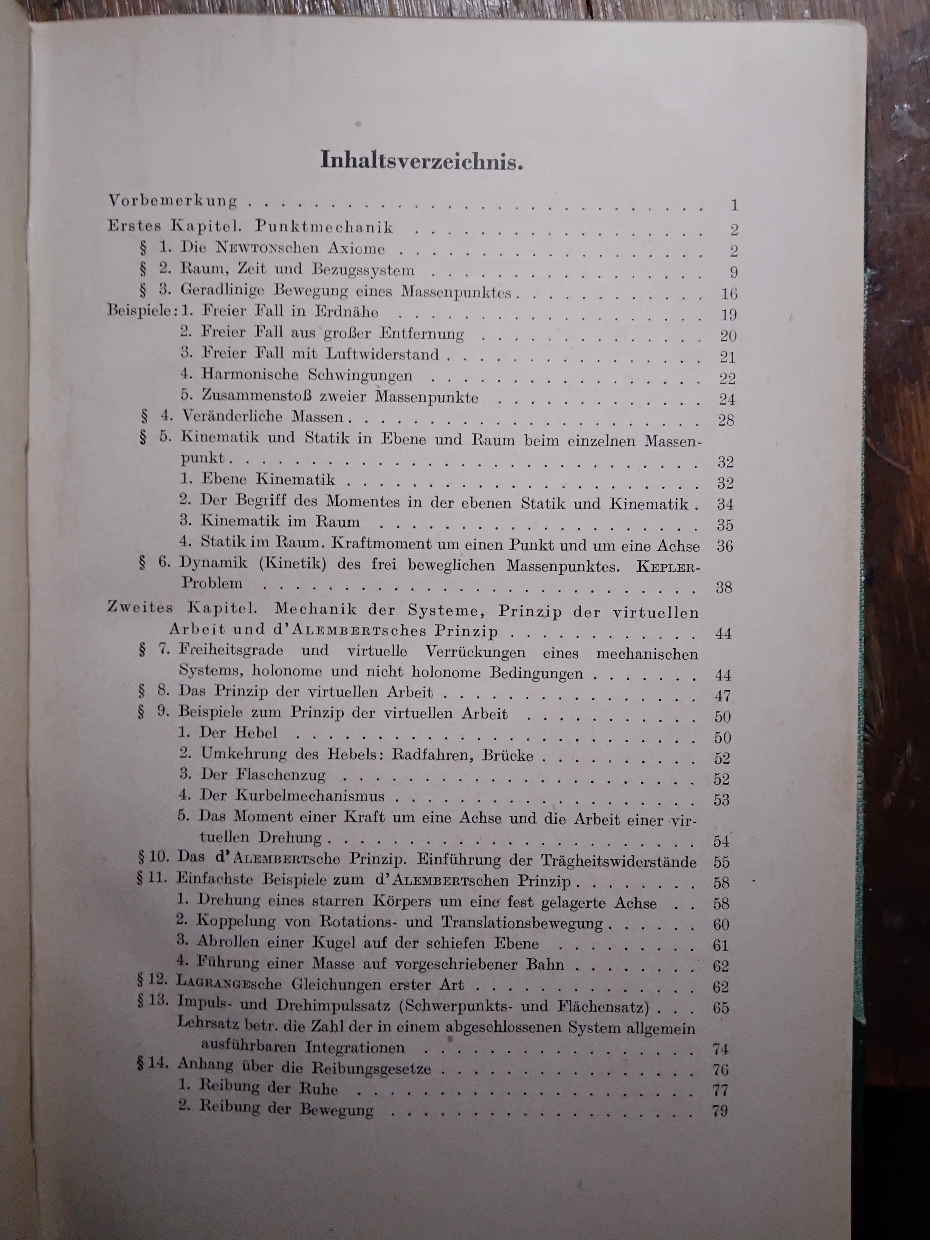 Inhaltsverzeichnis.
Vorbemerkung . . . . . . . . . . . . . . . . . . . . . . . . . . . . 1
Erstes Kapitel. Punktmechanik . . . . . . . . . . . . . . . . . . 2
§ 1. Die NEWTONschen Axiome . . . . . . . . . . . . . . . . . . . 2
§ 2. Raum, Zeit und Bezugssystem . . . . . . . . . . . . . . . . . 9
§ 3. Geradlinige Bewegung eines Massenpunktes . . . . . . . . . . . . 16
Beispiele: 1. Freier Fall in Erdnähe . . . . . . . . . . . . . . . . . . . 19
2. Freier Fall aus großer Entfernung . . . . . . . . . . . . . . 20
3. Freier Fall mit Luftwiderstand . . . . . . . . . . . . . . . . 21
4. Harmonische Schwingungen . . . . . . . . . . . . . . . . . 22
5. Zusammenstoß zweier Massenpunkte . . . . . . . . . . . . . 24
§ 4. Veränderliche Massen . . . . . . . . . . . . . . . . . . . . . . 28
§ 5. Kinematik und Statik in Ebene und Raum beim einzelnen Massen-
punkt . . . . . . . . . . . . . . . . . . . . . . . . . . . . . 32
1. Ebene Kinematik . . . . . . . . . . . . . . . . . . . . . . 32
2. Der Begriff des Momentes in der ebenen Statik und Kinematik . 34
3. Kinematik im Raum . . . . . . . . . . . . . . . . . . . . 35
4. Statik im Raum. Kraftmoment um einen Punkt und um eine Achse 36
§ 6. Dynamik (Kinetik) des frei beweglichen Massenpunktes. KEPLER-
Problem . . . . . . . . . . . . . . . . . . . . . . . . . . . 38
Zweites Kapitel. Mechanik der Systeme, Prinzip der virtuellen
Arbeit und d'ALEMBERTsches Prinzip . . . . . . . . . . . . 44
§ 7. Freiheitsgrade und virtuelle Verrückungen eines mechanischen
Systems, holonome und nicht holonome Bedingungen . . . . . . . 44
§ 8. Das Prinzip der virtuellen Arbeit . . . . . . . . . . . . . . . . 47
§ 9. Beispiele zum Prinzip der virtuellen Arbeit . . . . . . . . . . . 50
1. Der Hebel . . . . . . . . . . . . . . . . . . . . . . . . . 50
2. Umkehrung des Hebels: Radfahren, Brücke . . . . . . . . . . 52
3. Der Flaschenzug . . . . . . . . . . . . . . . . . . . . . . 52
4. Der Kurbelmechanismus . . . . . . . . . . . . . . . . . . . 53
5. Das Moment einer Kraft um eine Achse und die Arbeit einer vir-
tuellen Drehung . . . . . . . . . . . . . . . . . . . . . . . 54
§ 10. Das d'ALEMBERTsche Prinzip. Einführung der Trägheitswiderstände 55
§ 11. Einfachste Beispiele zum d'ALEMBERTschen Prinzip . . . . . . . . 58
1. Drehung eines starren Körpers um eine fest gelagerte Achse . . 58
2. Koppelung von Rotations- und Translationsbewegung . . . . . . 60
3. Abrollen einer Kugel auf der schiefen Ebene . . . . . . . . . 61
4. Führung einer Masse auf vorgeschriebener Bahn . . . . . . . . 62
§ 12. LAGRANGEsche Gleichungen erster Art . . . . . . . . . . . . . . 62
§ 13. Impuls- und Drehimpulssatz (Schwerpunkts- und Flächensatz) . . . 65
Lehrsatz betr. die Zahl der in einem abgeschlossenen System allgemein
ausführbaren Integrationen . . . . . . . . . . . . . . . . . 74
§ 14. Anhang über die Reibungsgesetze . . . . . . . . . . . . . . . . 76
1. Reibung der Ruhe . . . . . . . . . . . . . . . . . . . . . 77
2. Reibung der Bewegung . . . . . . . . . . . . . . . . . . . 79